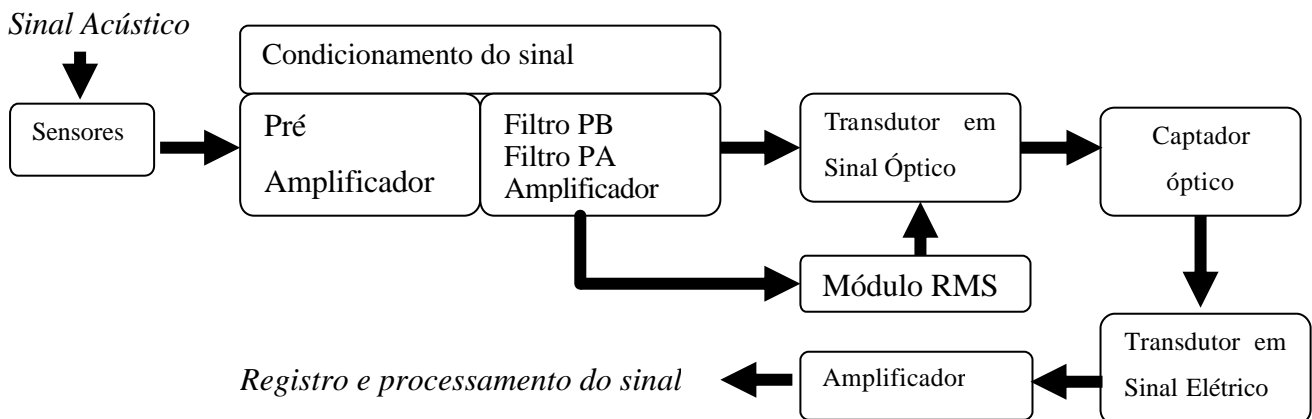 Sinal Acústico
Sensores
Condicionamento do sinal
Pré
Amplificador
Filtro PB
Filtro PA
Amplificador
Transdutor em
Sinal Óptico
Captador
óptico
Módulo RMS
Transdutor em
Sinal Elétrico
Amplificador
Registro e processamento do sinal